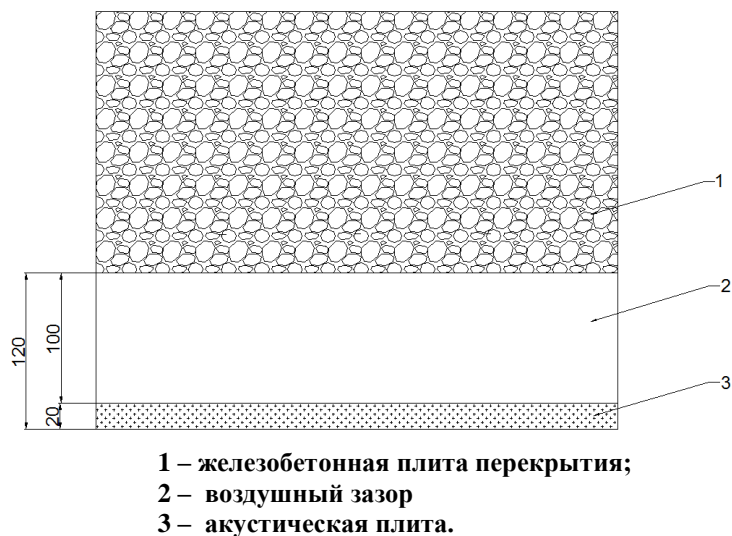 1
2
3
120
100
20
1 – железобетонная плита перекрытия;
2 – воздушный зазор
3 – акустическая плита.